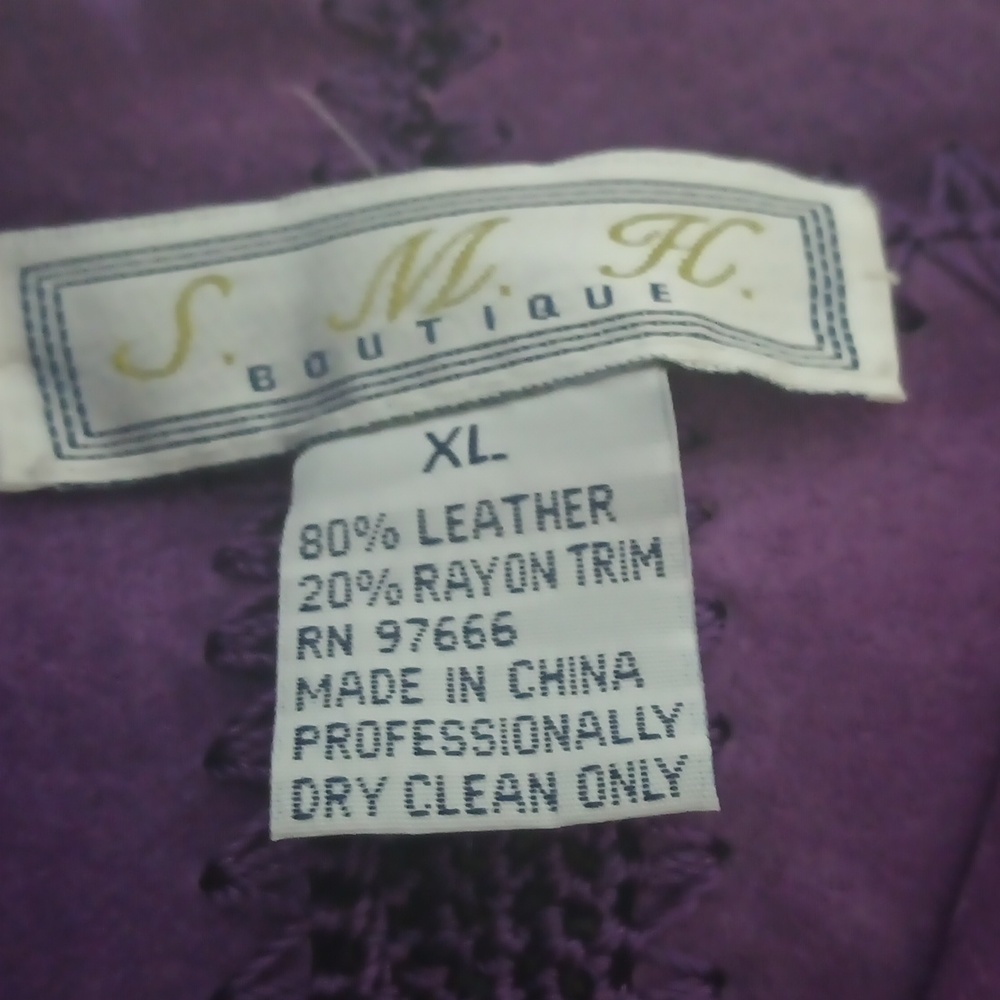 S. M. H.
BOUTIQUE
XL
80% LEATHER
20% RAYON TRIM
RN 97666
MADE IN CHINA
PROFESSIONALLY
DRY CLEAN ONLY